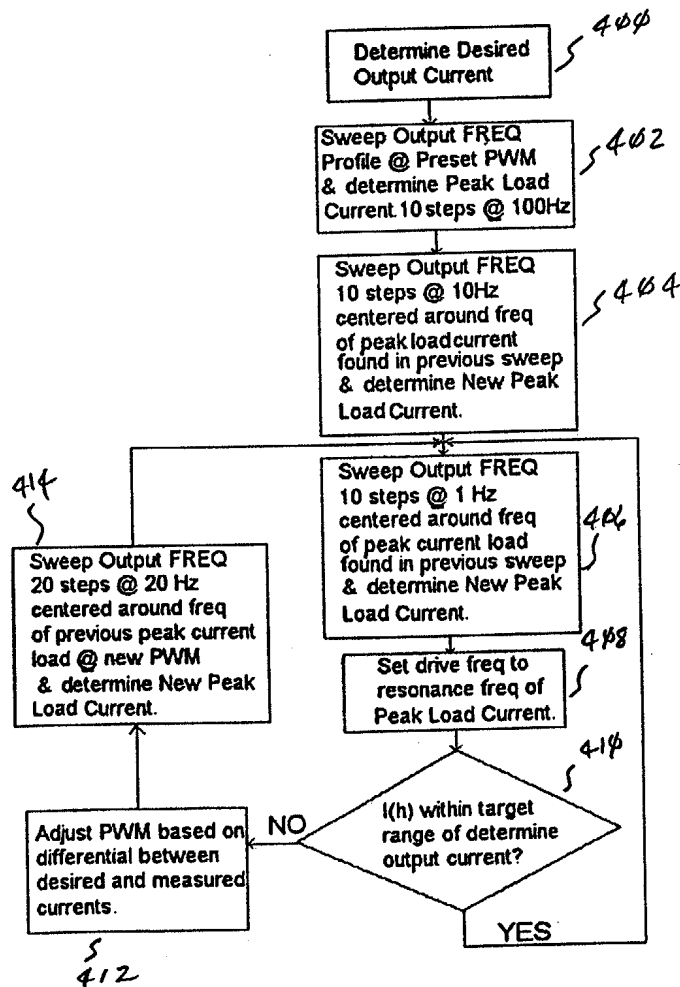 Determine Desired
Output Current
400
Sweep Output FREQ
Profile @ Preset PWM
& determine Peak Load
Current.10 steps @ 100Hz
402
Sweep Output FREQ
10 steps @ 10Hz
centered around freq
of peak load current
found in previous sweep
& determine New Peak
Load Current.
404
Sweep Output FREQ
10 steps @ 1 Hz
centered around freq
of peak current load
found in previous sweep
& determine New Peak
Load Current.
406
414
Sweep Output FREQ
20 steps @ 20 Hz
centered around freq
of previous peak current
load @ new PWM
& determine New Peak
Load Current.
Set drive freq to
resonance freq of
Peak Load Current.
408
I(h) within target
range of determine
output current?
410
NO
YES
Adjust PWM based on
differential between
desired and measured
currents.
412